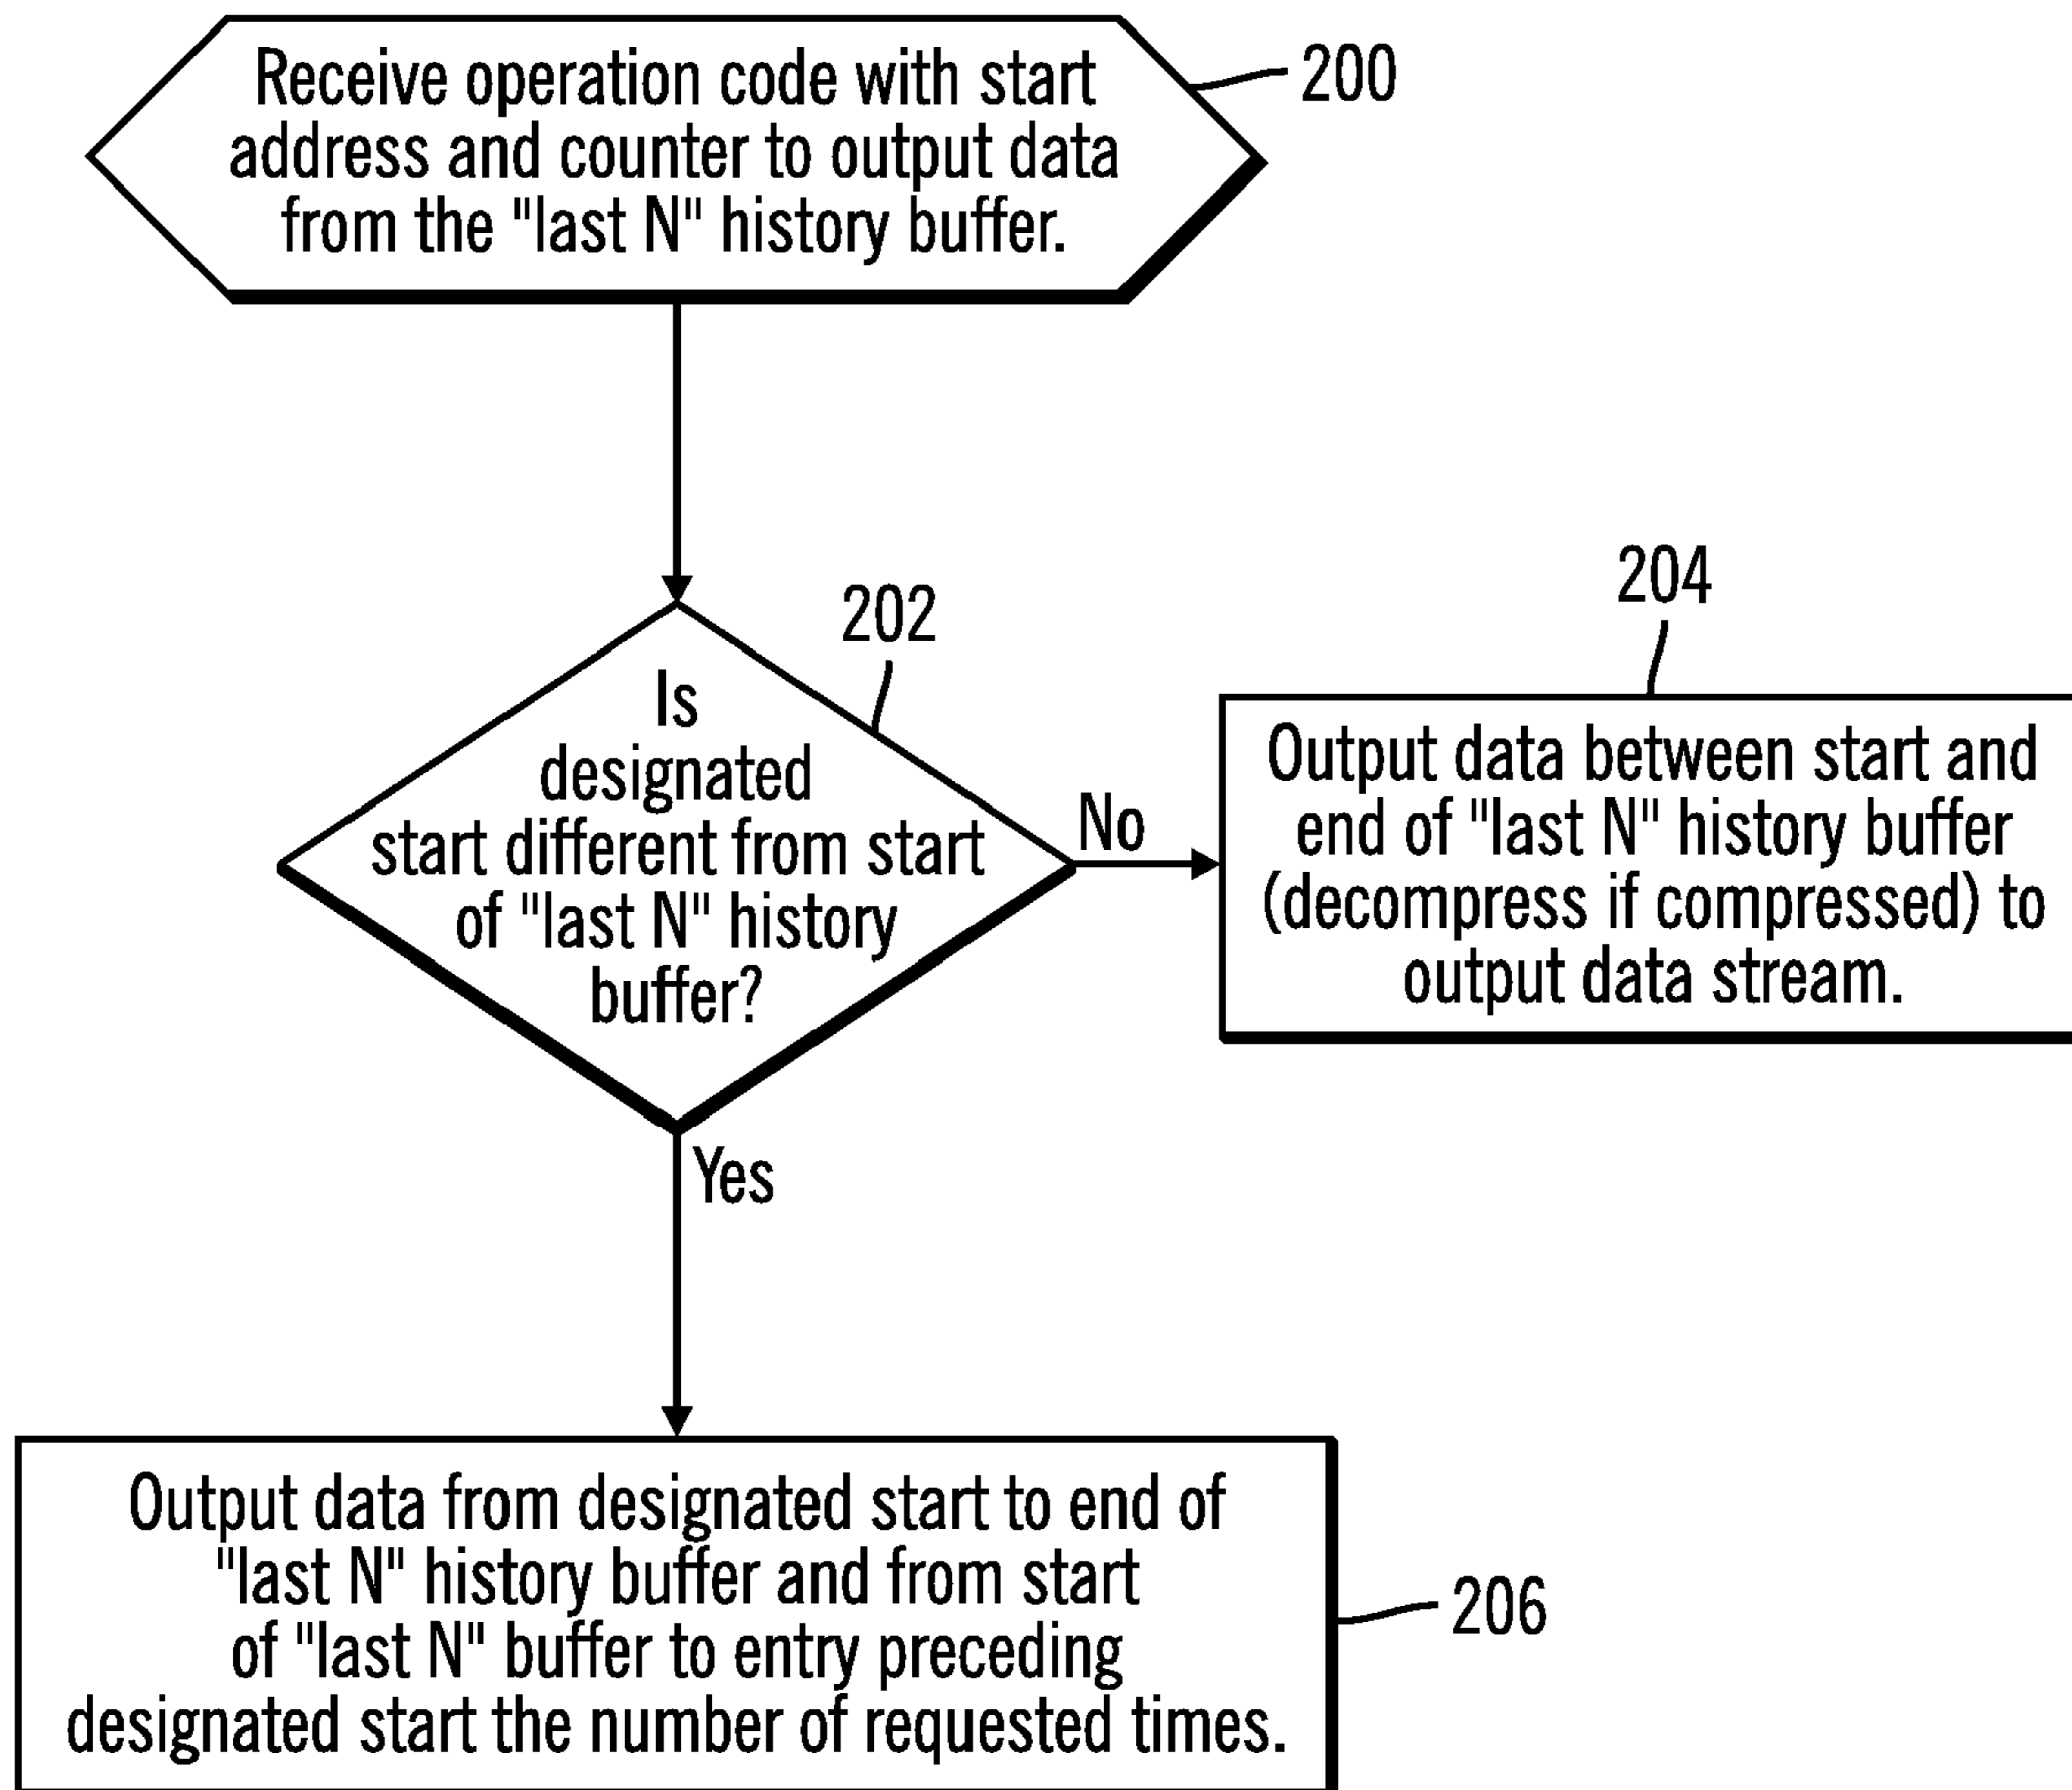 Receive operation code with start
address and counter to output data
from the "last N" history buffer.
200
202
Is
designated
start different from start
of "last N" history
buffer?
No
204
Output data between start and
end of "last N" history buffer
(decompress if compressed) to
output data stream.
Yes
Output data from designated start to end of
"last N" history buffer and from start
of "last N" buffer to entry preceding
designated start the number of requested times.
206